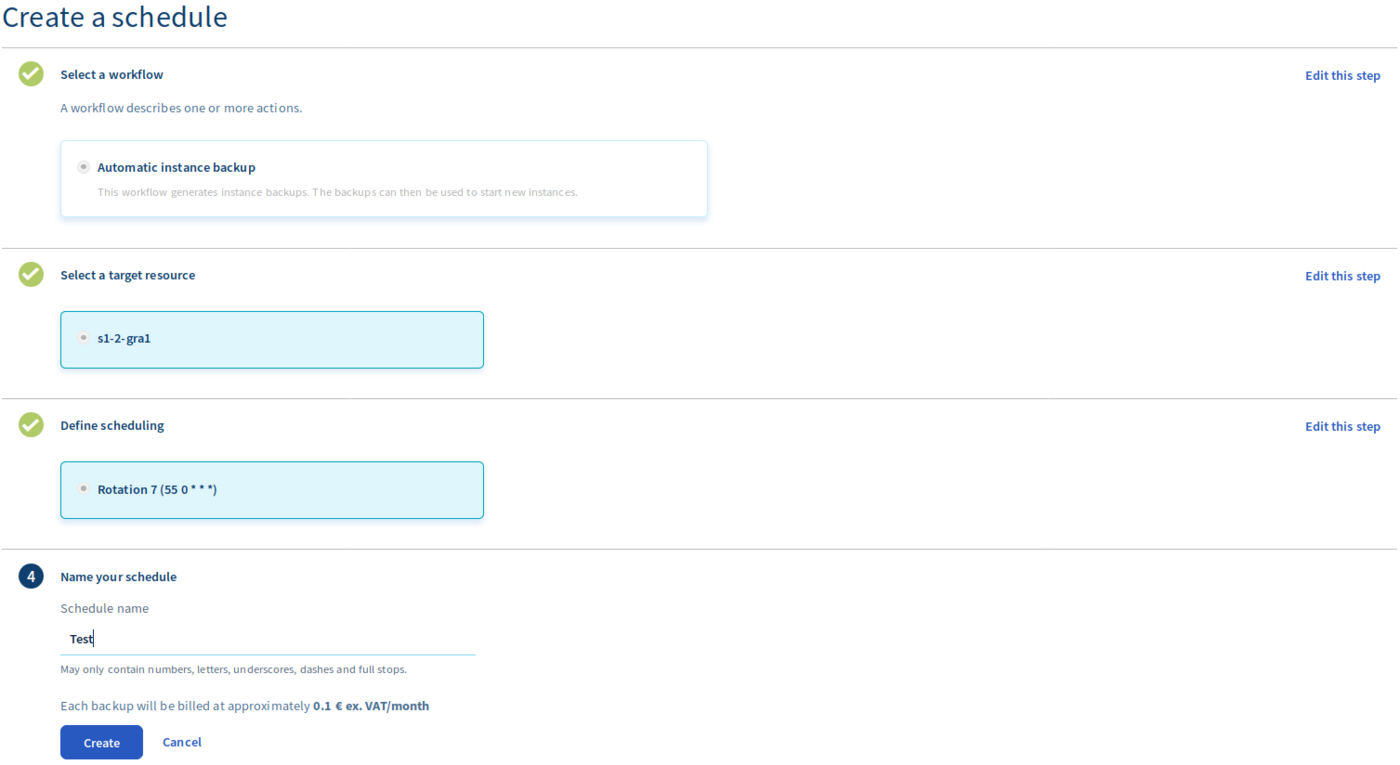 Create a schedule
Select a workflow
Edit this step
A workflow describes one or more actions.
Automatic instance backup
This workflow generates instance backups. The backups can then be used to start new instances.
Select a target resource
Edit this step
s1-2-gra1
Define scheduling
Edit this step
Rotation 7 (55 0 * * *)
4
Name your schedule
Schedule name
Test
May only contain numbers, letters, underscores, dashes and full stops.
Each backup will be billed at approximately 0.1 € ex. VAT/month
Create
Cancel